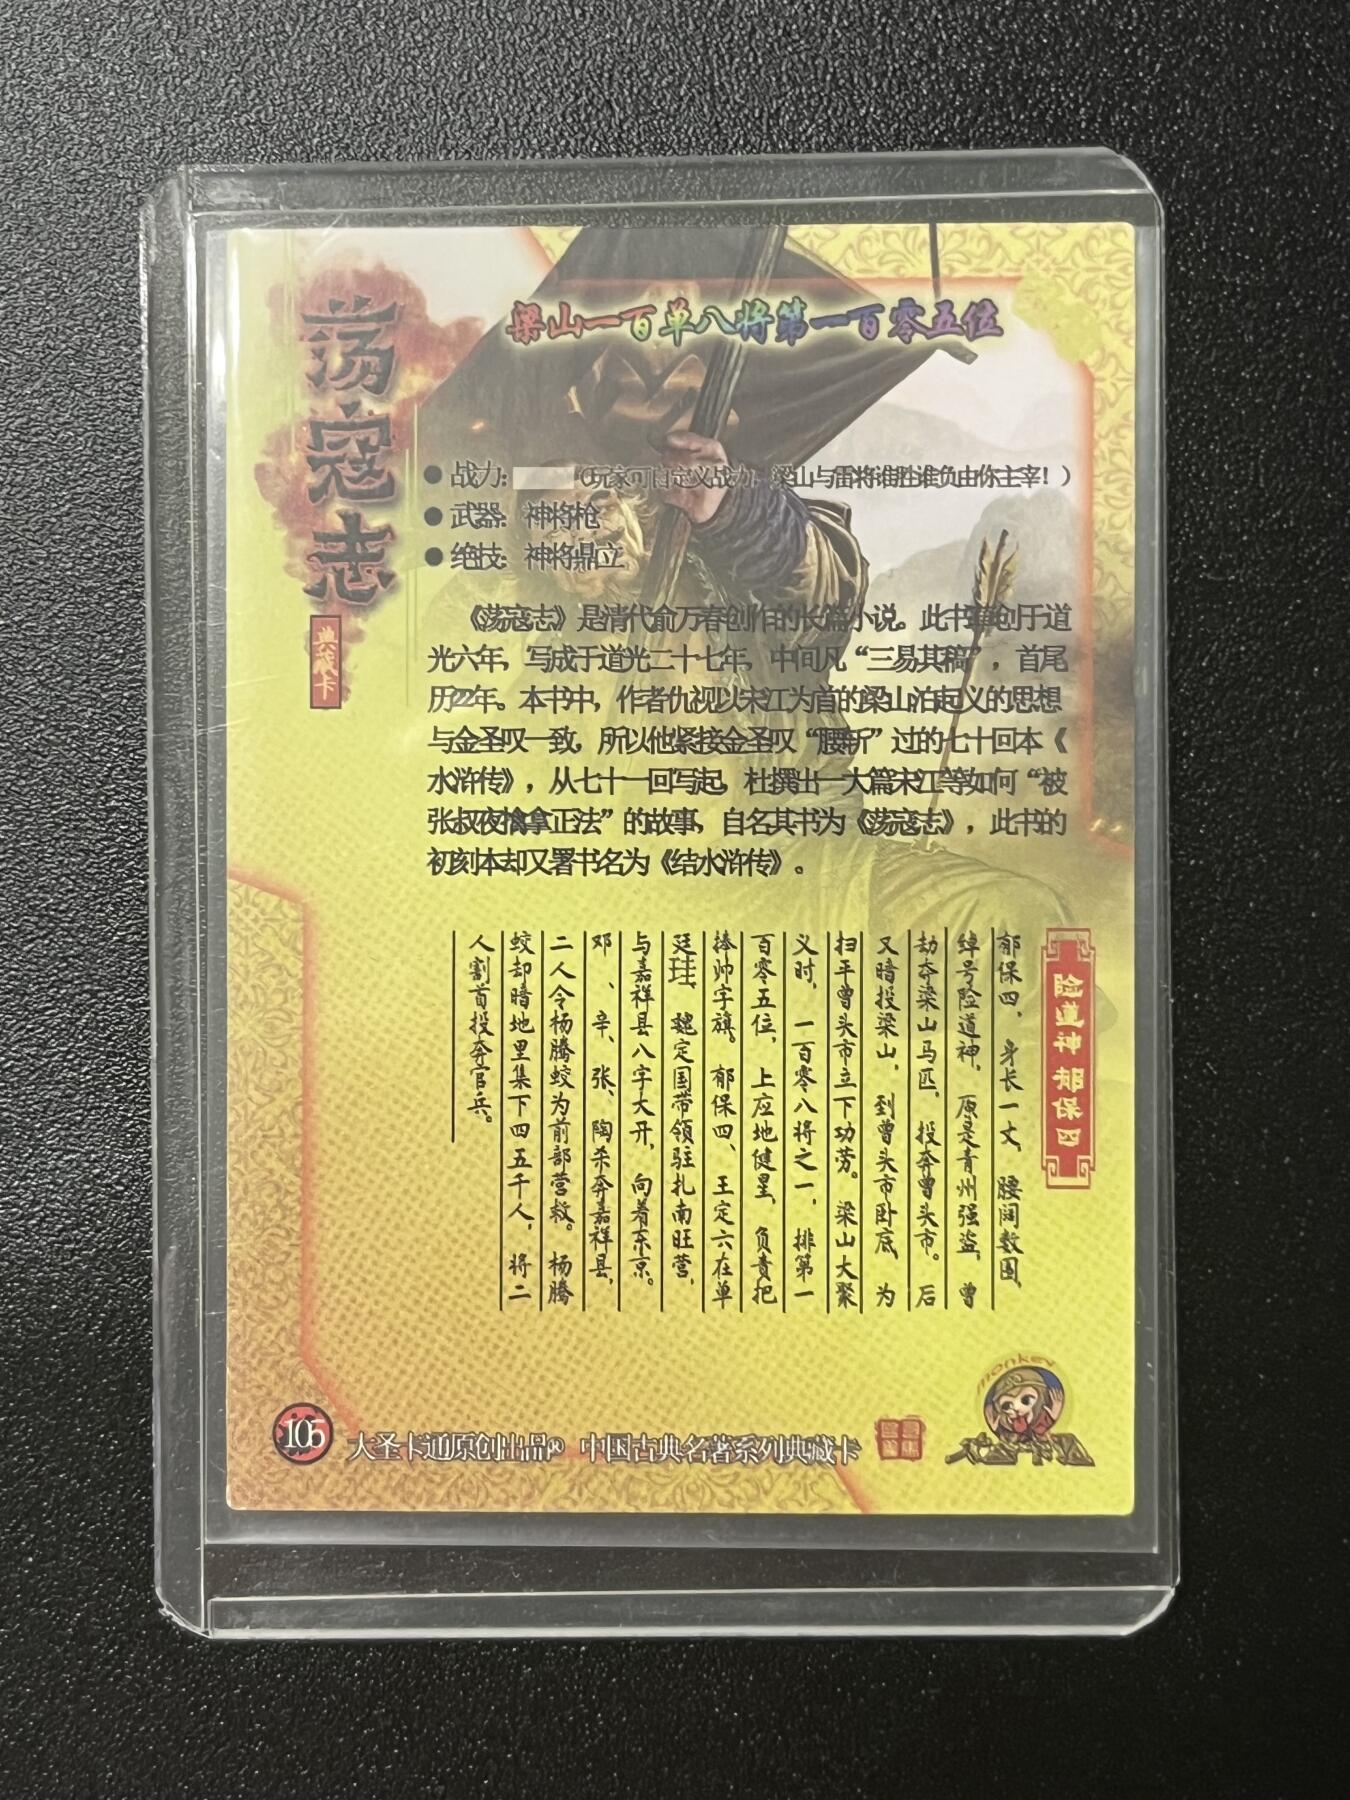 荡寇志
典藏卡
梁山一百单八将第一百零五位
● 战力: （玩家可自定义战力，梁山与雷将谁胜谁负由你主宰！）
● 武器: 神将枪
● 绝技: 神将鼎立
《荡寇志》是清代俞万春创作的长篇小说。此书草创于道
光六年，写成于道光二十七年，中间凡“三易其稿”，首尾
历22年。本书中，作者仇视以宋江为首的梁山泊起义的思想
与金圣叹一致，所以他紧接金圣叹“腰斩”过的七十回本《
水浒传》，从七十一回写起，杜撰出一大篇宋江等如何“被
张叔夜擒拿正法”的故事，自名其书为《荡寇志》，此书的
初刻本却又署书名为《结水浒传》。
险道神 郁保四
郁保四，身长一丈，腰阔数围，
绰号险道神，原是青州强盗，曾
劫夺梁山马匹，投奔曾头市。后
又暗投梁山，到曾头市卧底，为
扫平曾头市立下功劳。梁山大聚
义时，一百零八将之一，排第一
百零五位，上应地健星，负责把
捧帅字旗。郁保四、王定六在单
廷珪、魏定国带领驻扎南旺营，
与嘉祥县八字大开，向着东京。
邓、辛、张、陶杀奔嘉祥县，
二人令杨腾蛟为前部营救。杨腾
蛟却暗地里集下四五千人，将二
人割首投奔官兵。
105
大圣卡通原创出品® 中国古典名著系列典藏卡
monkey
大圣卡通